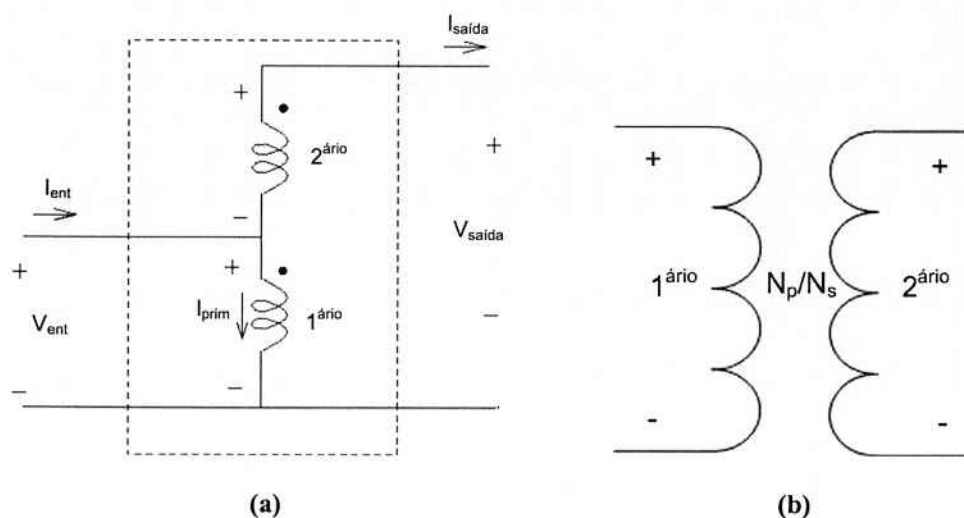 I_saída
+
2^ário
−
I_ent
+
V_saída
−
+
V_ent
−
+
I_prim
1^ário
−
(a)
+
1^ário
-
N_p/N_s
+
2^ário
-
(b)